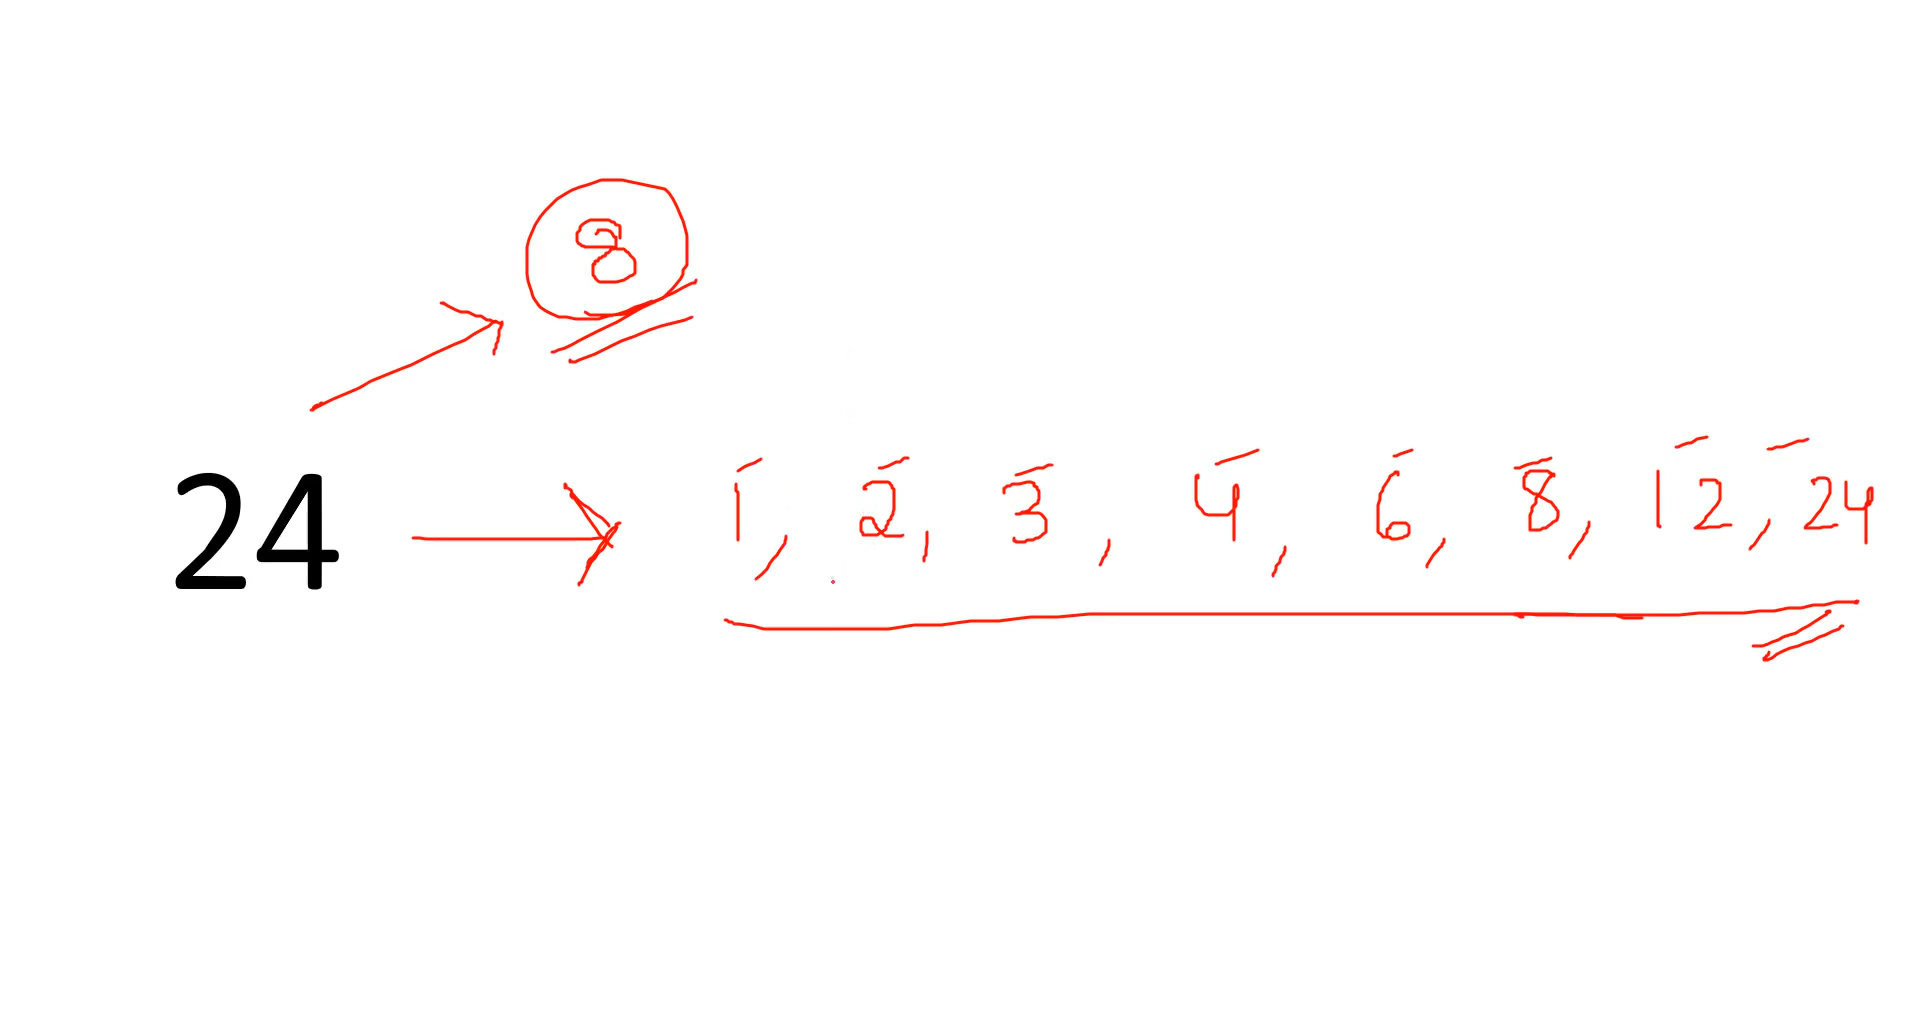 8
24 → 1, 2, 3, 4, 6, 8, 12, 24